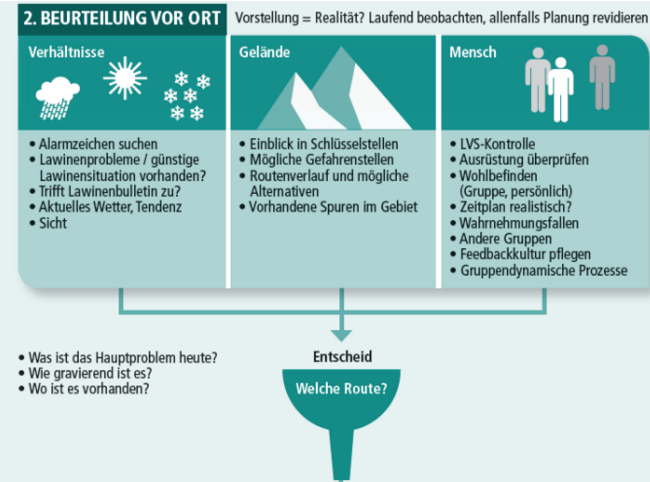 2. BEURTEILUNG VOR ORT
Vorstellung = Realität? Laufend beobachten, allenfalls Planung revidieren
Verhältnisse
• Alarmzeichen suchen
• Lawinenprobleme / günstige
Lawinensituation vorhanden?
• Trifft Lawinenbulletin zu?
• Aktuelles Wetter, Tendenz
• Sicht
Gelände
• Einblick in Schlüsselstellen
• Mögliche Gefahrenstellen
• Routenverlauf und mögliche
Alternativen
• Vorhandene Spuren im Gebiet
Mensch
• LVS-Kontrolle
• Ausrüstung überprüfen
• Wohlbefinden
(Gruppe, persönlich)
• Zeitplan realistisch?
• Wahrnehmungsfallen
• Andere Gruppen
• Feedbackkultur pflegen
• Gruppendynamische Prozesse
• Was ist das Hauptproblem heute?
• Wie gravierend ist es?
• Wo ist es vorhanden?
Entscheid
Welche Route?